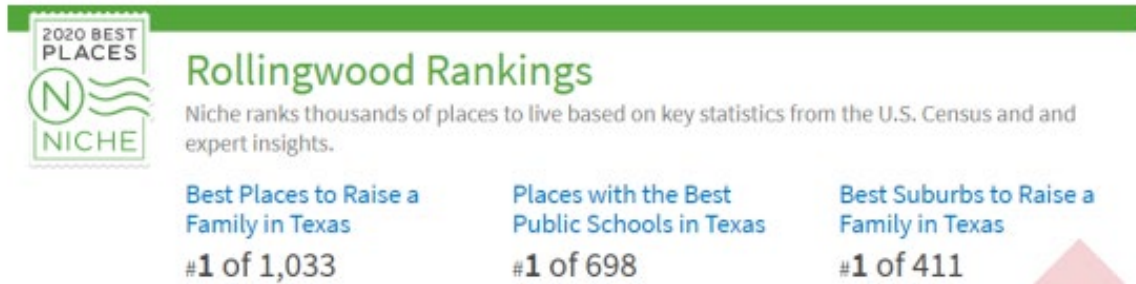 2020 BEST
PLACES
N
NICHE
Rollingwood Rankings
Niche ranks thousands of places to live based on key statistics from the U.S. Census and and
expert insights.
Best Places to Raise a
Family in Texas
#1 of 1,033
Places with the Best
Public Schools in Texas
#1 of 698
Best Suburbs to Raise a
Family in Texas
#1 of 411